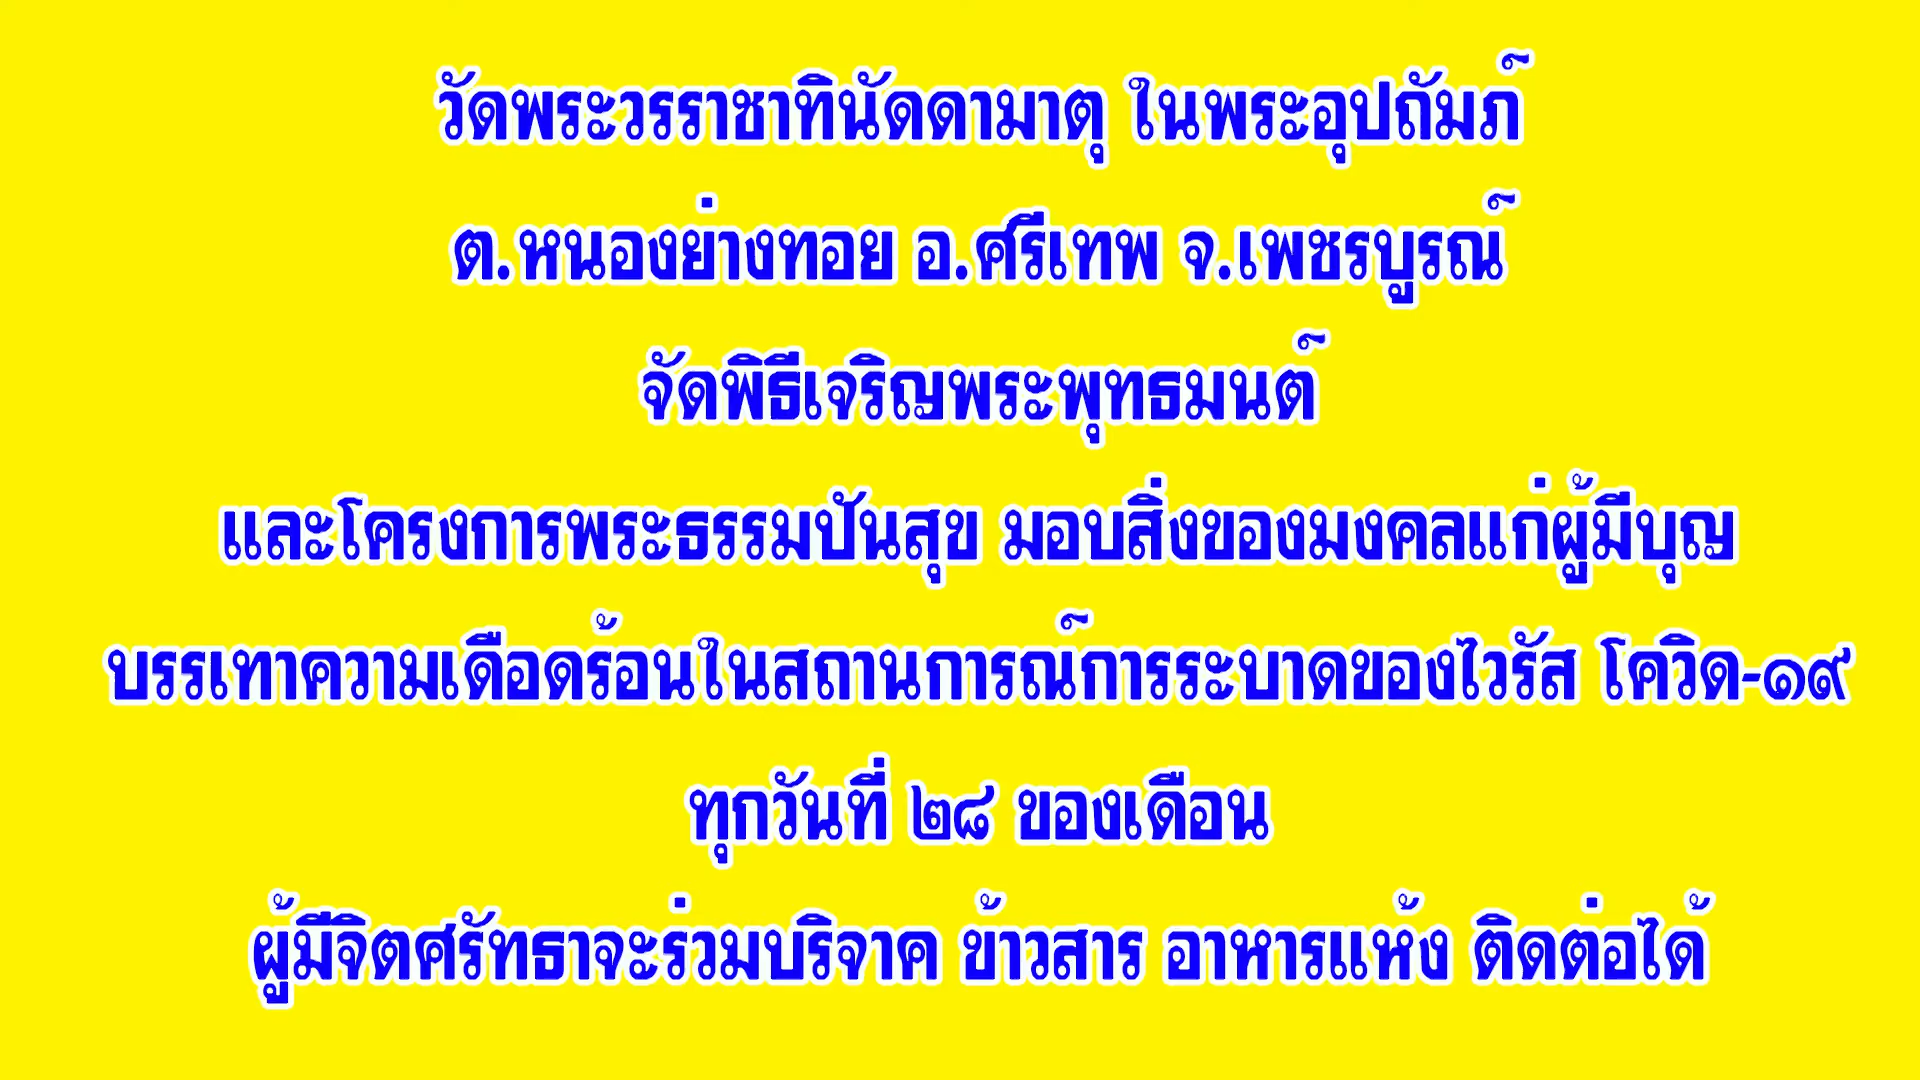 วัดพระวรราชาทินัดดามาตุ ในพระอุปถัมภ์
ต.หนองย่างทอย อ.ศรีเทพ จ.เพชรบูรณ์
จัดพิธีเจริญพระพุทธมนต์
และโครงการพระธรรมปันสุข มอบสิ่งของมงคลแก่ผู้มีบุญ
บรรเทาความเดือดร้อนในสถานการณ์การระบาดของไวรัส โควิด-๑๙
ทุกวันที่ ๒๘ ของเดือน
ผู้มีจิตศรัทธาจะร่วมบริจาค ข้าวสาร อาหารแห้ง ติดต่อได้